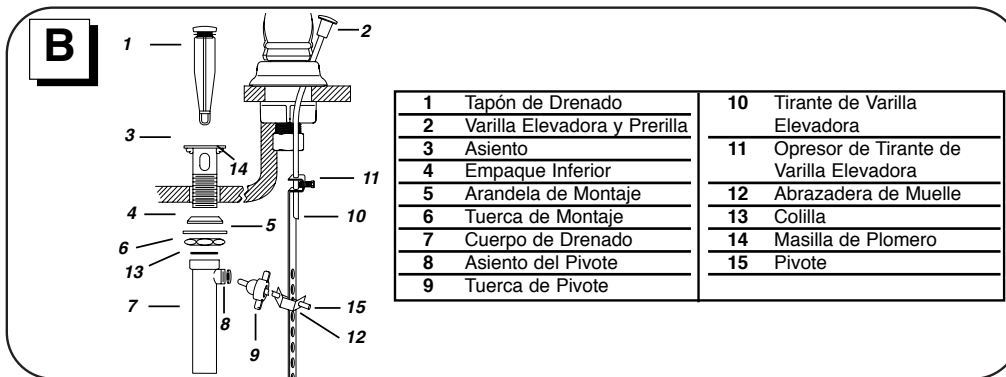 B
1
2
3
14
4
5
6
13
7
8
9
11
10
15
12
1 Tapón de Drenado
2 Varilla Elevadora y Prerilla
3 Asiento
4 Empaque Inferior
5 Arandela de Montaje
6 Tuerca de Montaje
7 Cuerpo de Drenado
8 Asiento del Pivote
9 Tuerca de Pivote
10 Tirante de Varilla
Elevadora
11 Opresor de Tirante de
Varilla Elevadora
12 Abrazadera de Muelle
13 Colilla
14 Masilla de Plomero
15 Pivote